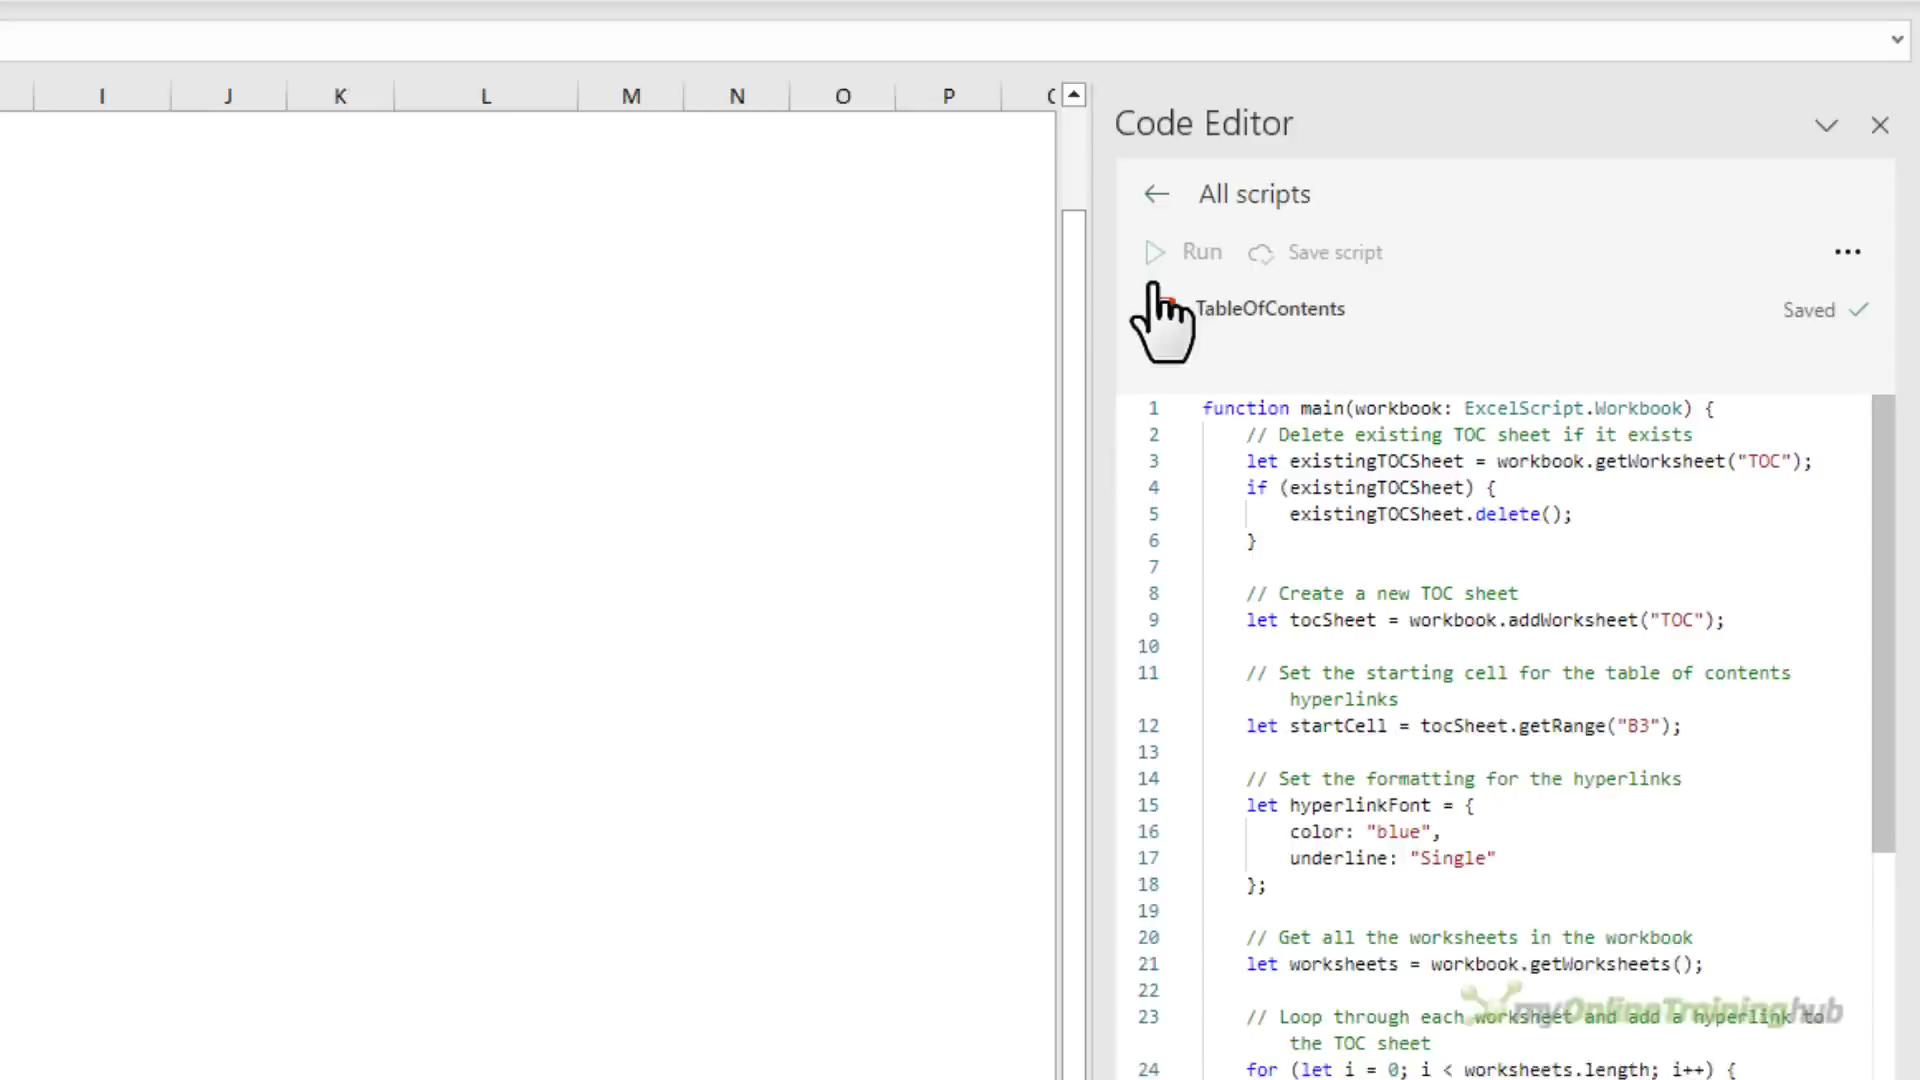 I J K L M N O P
Code Editor
All scripts
Run Save script
TableOfContents Saved
1 function main(workbook: ExcelScript.Workbook) {
2 // Delete existing TOC sheet if it exists
3 let existingTOCSheet = workbook.getWorksheet("TOC");
4 if (existingTOCSheet) {
5 existingTOCSheet.delete();
6 }
7
8 // Create a new TOC sheet
9 let tocSheet = workbook.addWorksheet("TOC");
10
11 // Set the starting cell for the table of contents
hyperlinks
12 let startCell = tocSheet.getRange("B3");
13
14 // Set the formatting for the hyperlinks
15 let hyperlinkFont = {
16 color: "blue",
17 underline: "Single"
18 };
19
20 // Get all the worksheets in the workbook
21 let worksheets = workbook.getWorksheets();
22
myOnlineTraininghub
23 // Loop through each worksheet and add a hyperlink to
the TOC sheet
24 for (let i = 0; i < worksheets.length; i++) {